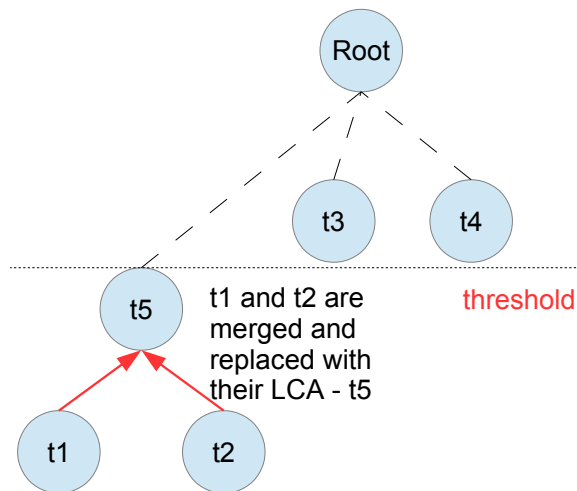 Root
t3
t4
t5
t1 and t2 are
merged and
replaced with
their LCA - t5
threshold
t1
t2